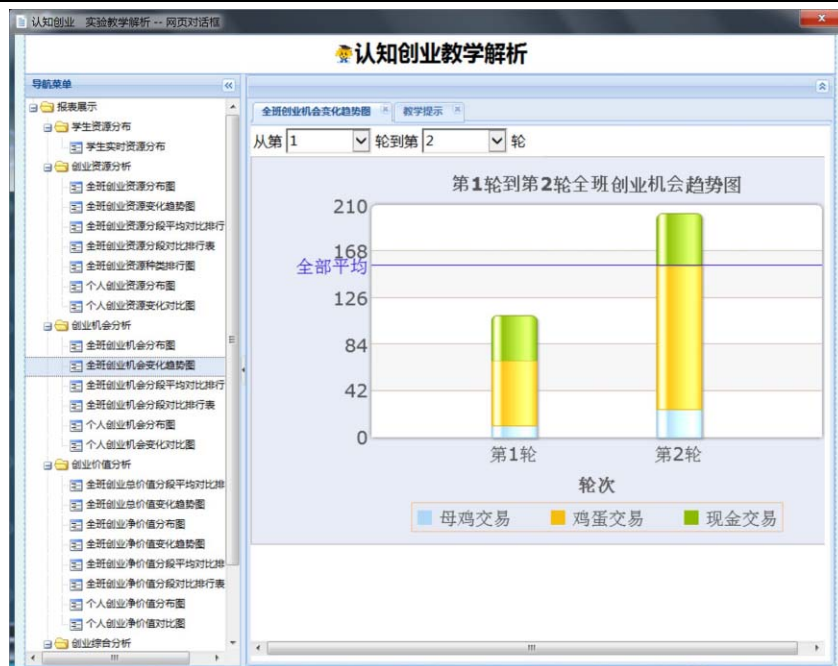 认知创业 实验教学解析 -- 网页对话框
认知创业教学解析
导航菜单
报表展示
学生资源分布
学生实时资源分布
创业资源分析
全班创业资源分布图
全班创业资源变化趋势图
全班创业资源分段平均对比排行
全班创业资源分段对比排行表
全班创业资源种类排行图
个人创业资源分布图
个人创业资源变化对比图
创业机会分析
全班创业机会分布图
全班创业机会变化趋势图
全班创业机会分段平均对比排行
全班创业机会分段对比排行表
个人创业机会分布图
个人创业机会变化对比图
创业价值分析
全班创业总价值分段平均对比排
全班创业总价值变化趋势图
全班创业净价值分布图
全班创业净价值变化趋势图
全班创业净价值分段平均对比排
全班创业净价值分段对比排行表
个人创业净价值分布图
个人创业净价值对比图
创业综合分析
全班创业机会变化趋势图 教学提示
从第 1 轮到第 2 轮
第1轮到第2轮全班创业机会趋势图
210
168
全部平均
126
84
42
0
第1轮 第2轮
轮次
母鸡交易 鸡蛋交易 现金交易